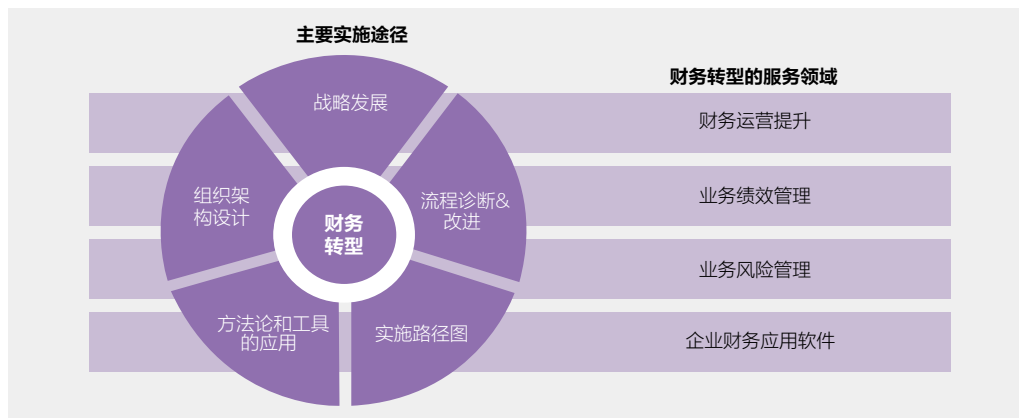 主要实施途径
财务转型的服务领域
战略发展
财务运营提升
组织架
构设计
流程诊断&
改进
业务绩效管理
财务
转型
业务风险管理
方法论和工具
的应用
实施路径图
企业财务应用软件